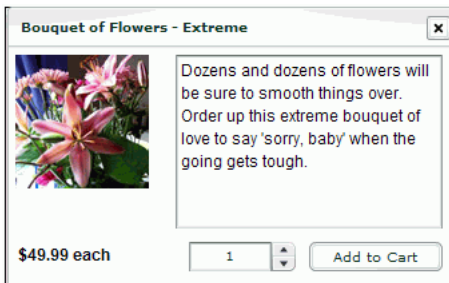 Bouquet of Flowers - Extreme
Dozens and dozens of flowers will
be sure to smooth things over.
Order up this extreme bouquet of
love to say 'sorry, baby' when the
going gets tough.
$49.99 each
1
Add to Cart